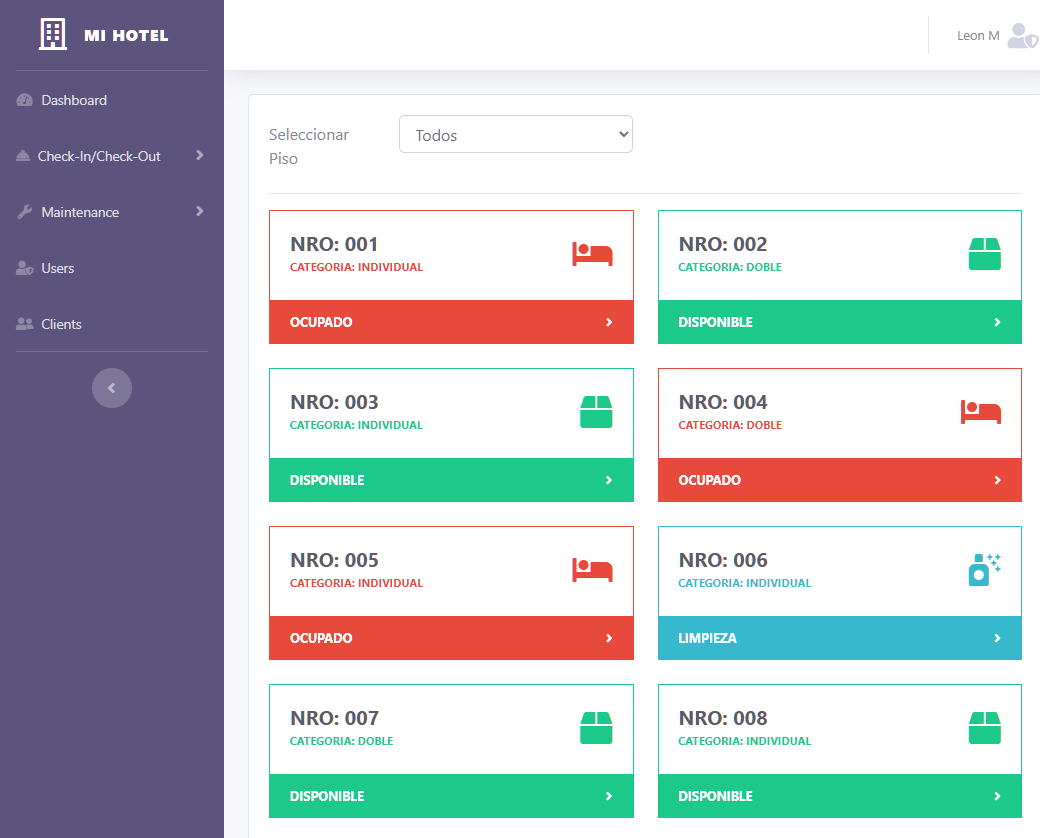 MI HOTEL
Leon M
Dashboard
Check-In/Check-Out
Maintenance
Users
Clients
Seleccionar
Piso
Todos
NRO: 001
CATEGORIA: INDIVIDUAL
OCUPADO
NRO: 002
CATEGORIA: DOBLE
DISPONIBLE
NRO: 003
CATEGORIA: INDIVIDUAL
DISPONIBLE
NRO: 004
CATEGORIA: DOBLE
OCUPADO
NRO: 005
CATEGORIA: INDIVIDUAL
OCUPADO
NRO: 006
CATEGORIA: INDIVIDUAL
LIMPIEZA
NRO: 007
CATEGORIA: DOBLE
DISPONIBLE
NRO: 008
CATEGORIA: INDIVIDUAL
DISPONIBLE